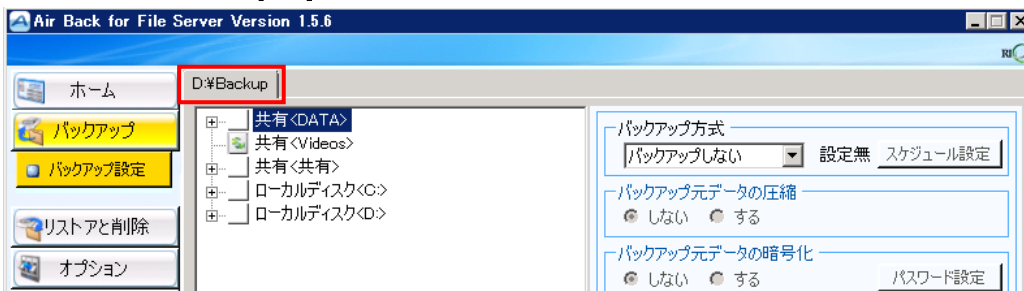 Air Back for File Server Version 1.5.6
ホーム
バックアップ
バックアップ設定
リストアと削除
オプション
D:¥Backup
共有<DATA>
共有<Videos>
共有<共有>
ローカルディスク<C:>
ローカルディスク<D:>
バックアップ方式
バックアップしない 設定無 スケジュール設定
バックアップ元データの圧縮
しない する
バックアップ元データの暗号化
しない する パスワード設定